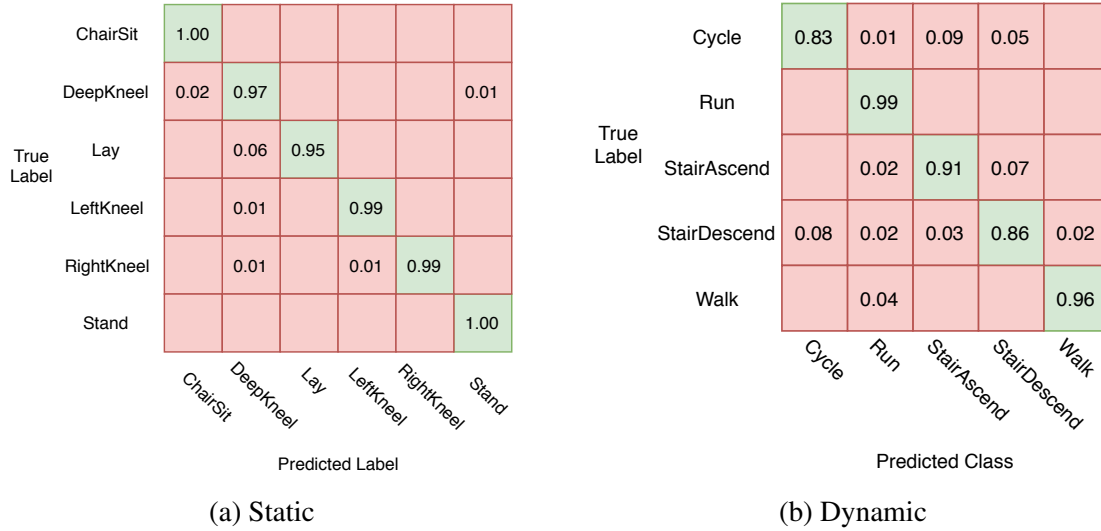 ChairSit 1.00
DeepKneel 0.02 0.97 0.01
True Label
Lay 0.06 0.95
LeftKneel 0.01 0.99
RightKneel 0.01 0.01 0.99
Stand 1.00
ChairSit DeepKneel Lay LeftKneel RightKneel Stand
Predicted Label
(a) Static
Cycle 0.83 0.01 0.09 0.05
Run 0.99
True Label
StairAscend 0.02 0.91 0.07
StairDescend 0.08 0.02 0.03 0.86 0.02
Walk 0.04 0.96
Cycle Run StairAscend StairDescend Walk
Predicted Class
(b) Dynamic